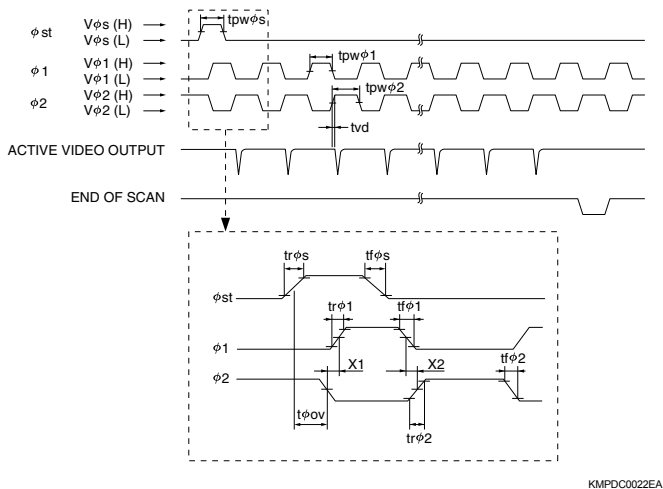 tpwφs
φst
Vφs (H)
Vφs (L)
φ1
Vφ1 (H)
Vφ1 (L)
tpwφ1
φ2
Vφ2 (H)
Vφ2 (L)
tpwφ2
tvd
ACTIVE VIDEO OUTPUT
END OF SCAN
trφs
tfφs
φst
trφ1
tfφ1
φ1
X1
X2
tfφ2
φ2
tφov
trφ2
KMPDC0022EA